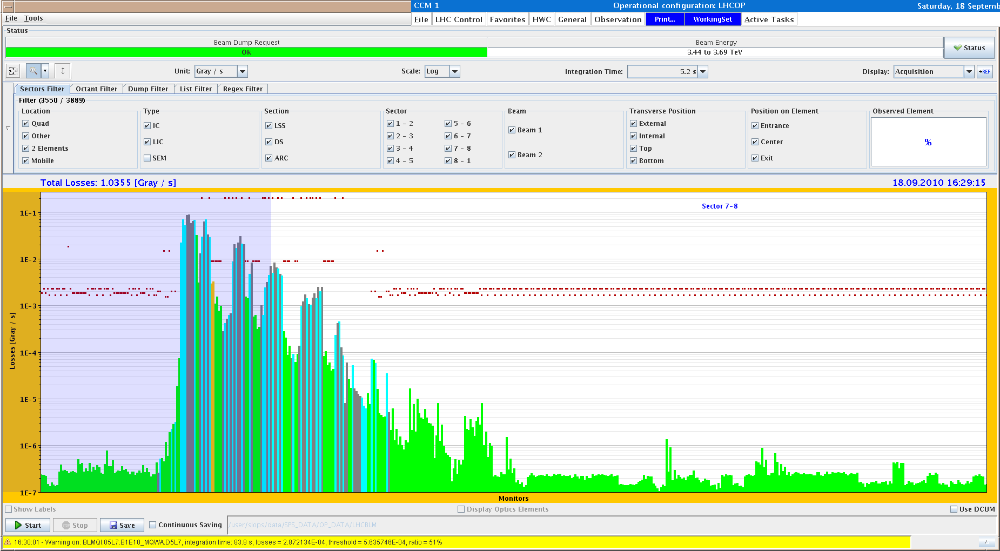 CCM 1 Operational configuration: LHCOP Saturday, 18 Septemb
File Tools
File LHC Control Favorites HWC General Observation Print... WorkingSet Active Tasks
Status
Beam Dump Request Beam Energy
Ok 3.44 to 3.69 TeV
Status
Unit: Gray / s Scale: Log Integration Time: 5.2 s Display: Acquisition →REF
Sectors Filter Octant Filter Dump Filter List Filter Regex Filter
Filter (3550 / 3889)
Location Type Section Sector Beam Transverse Position Position on Element Observed Element
Quad
Other
2 Elements
Mobile
IC
LIC
SEM
LSS
DS
ARC
1 - 2 5 - 6
2 - 3 6 - 7
3 - 4 7 - 8
4 - 5 8 - 1
Beam 1
Beam 2
External
Internal
Top
Bottom
Entrance
Center
Exit
%
Total Losses: 1.0355 [Gray / s] 18.09.2010 16:29:15
Sector 7-8
1E-1
1E-2
1E-3
1E-4
1E-5
1E-6
1E-7
Losses [Gray / s]
Monitors
Show Labels Display Optics Elements Use DCUM
Start STOP Stop Save Continuous Saving /user/slops/data/SPS_DATA/OP_DATA/LHCBLM
16:30:01 - Warning on: BLMQI.05L7.B1E10_MQWA.D5L7, integration time: 83.8 s, losses = 2.872134E-04, threshold = 5.635746E-04, ratio = 51%